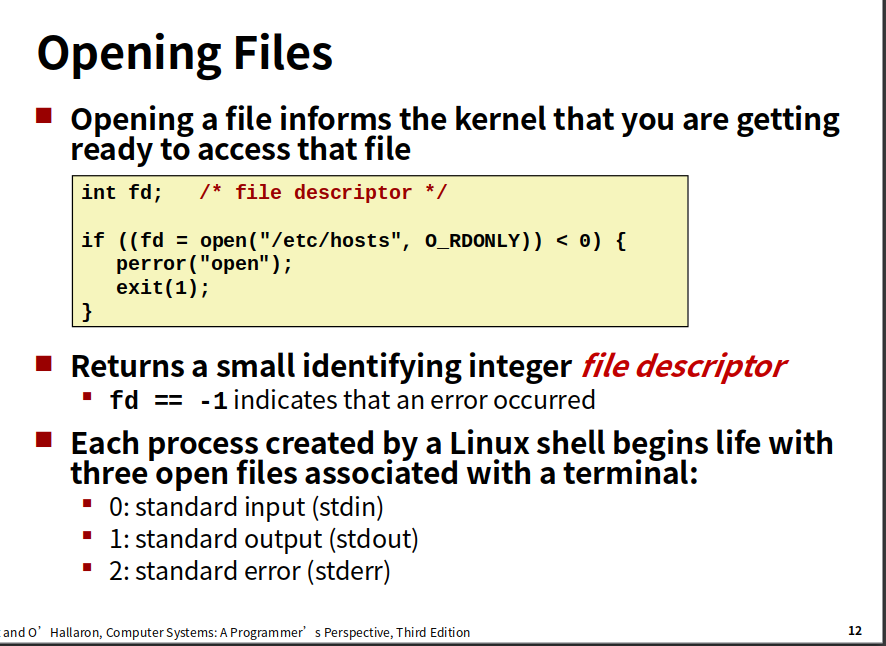 Opening Files
Opening a file informs the kernel that you are getting
ready to access that file
int fd;   /* file descriptor */
if ((fd = open("/etc/hosts", O_RDONLY)) < 0) {
   perror("open");
   exit(1);
}
Returns a small identifying integer file descriptor
fd == -1 indicates that an error occurred
Each process created by a Linux shell begins life with
three open files associated with a terminal:
0: standard input (stdin)
1: standard output (stdout)
2: standard error (stderr)
and O’Hallaron, Computer Systems: A Programmer’s Perspective, Third Edition
12